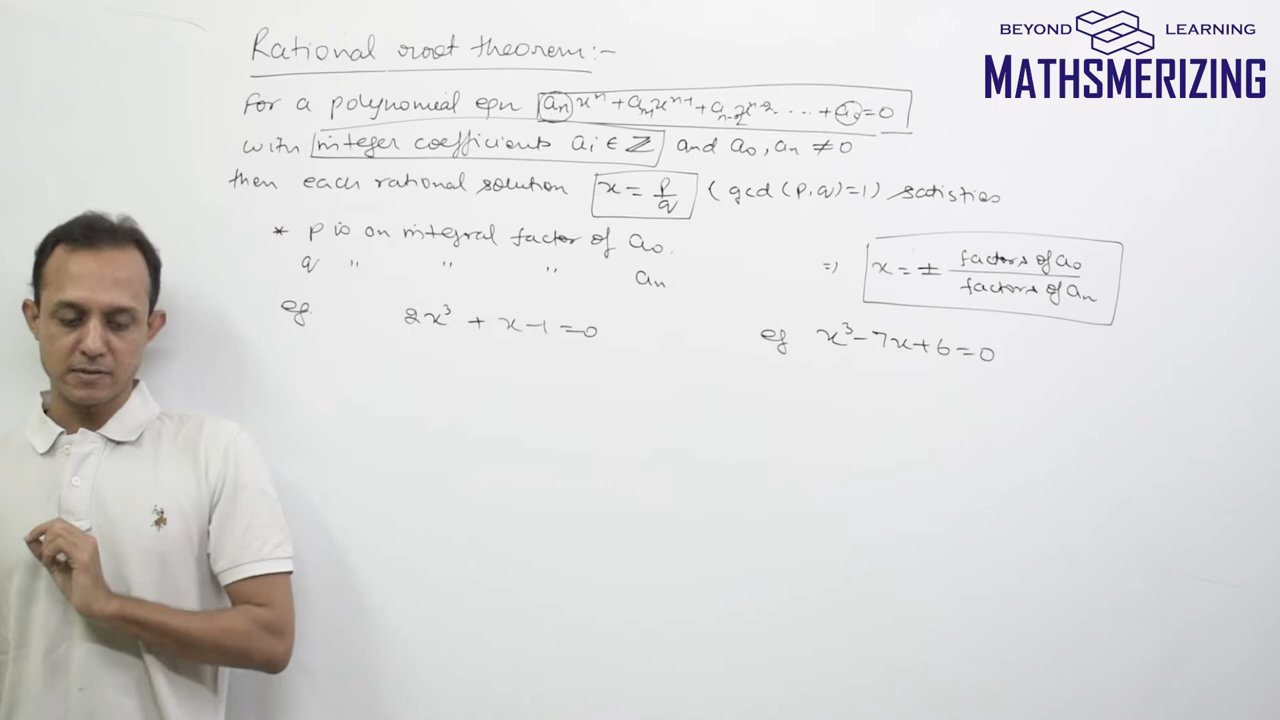 BEYOND LEARNING
MATHSMERIZING
Rational root theorem:-
For a polynomial eqn aₙxⁿ + aₙ₋₁xⁿ⁻¹ + aₙ₋₂xⁿ⁻² .... + a₀ = 0
with integer coefficients aᵢ ∈ ℤ and a₀, aₙ ≠ 0
then each rational solution x = p/q (gcd (p,q)=1) satisfies
* p is an integral factor of a₀.
q " " " aₙ
=) x = ± factors of a₀ / factors of aₙ
eg. 2x³ + x - 1 = 0
eg x³ - 7x + 6 = 0